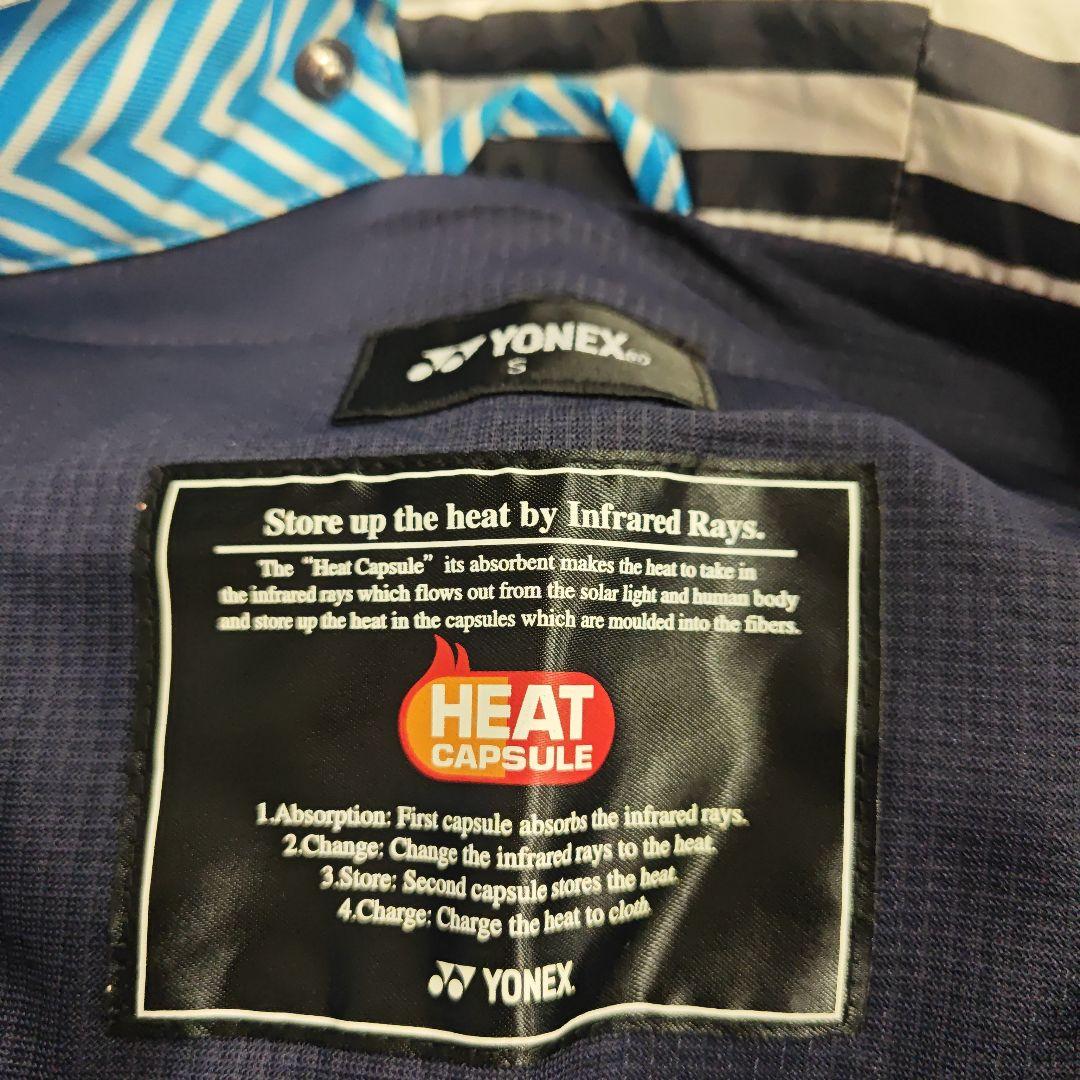 YONEX
S
Store up the heat by Infrared Rays.
The "Heat Capsule" its absorbent makes the heat to take in
the infrared rays which flows out from the solar light and human body
and store up the heat in the capsules which are moulded into the fibers.
HEAT
CAPSULE
1.Absorption: First capsule absorbs the infrared rays.
2.Change: Change the infrared rays to the heat.
3.Store: Second capsule stores the heat.
4.Charge: Charge the heat to cloth
YONEX